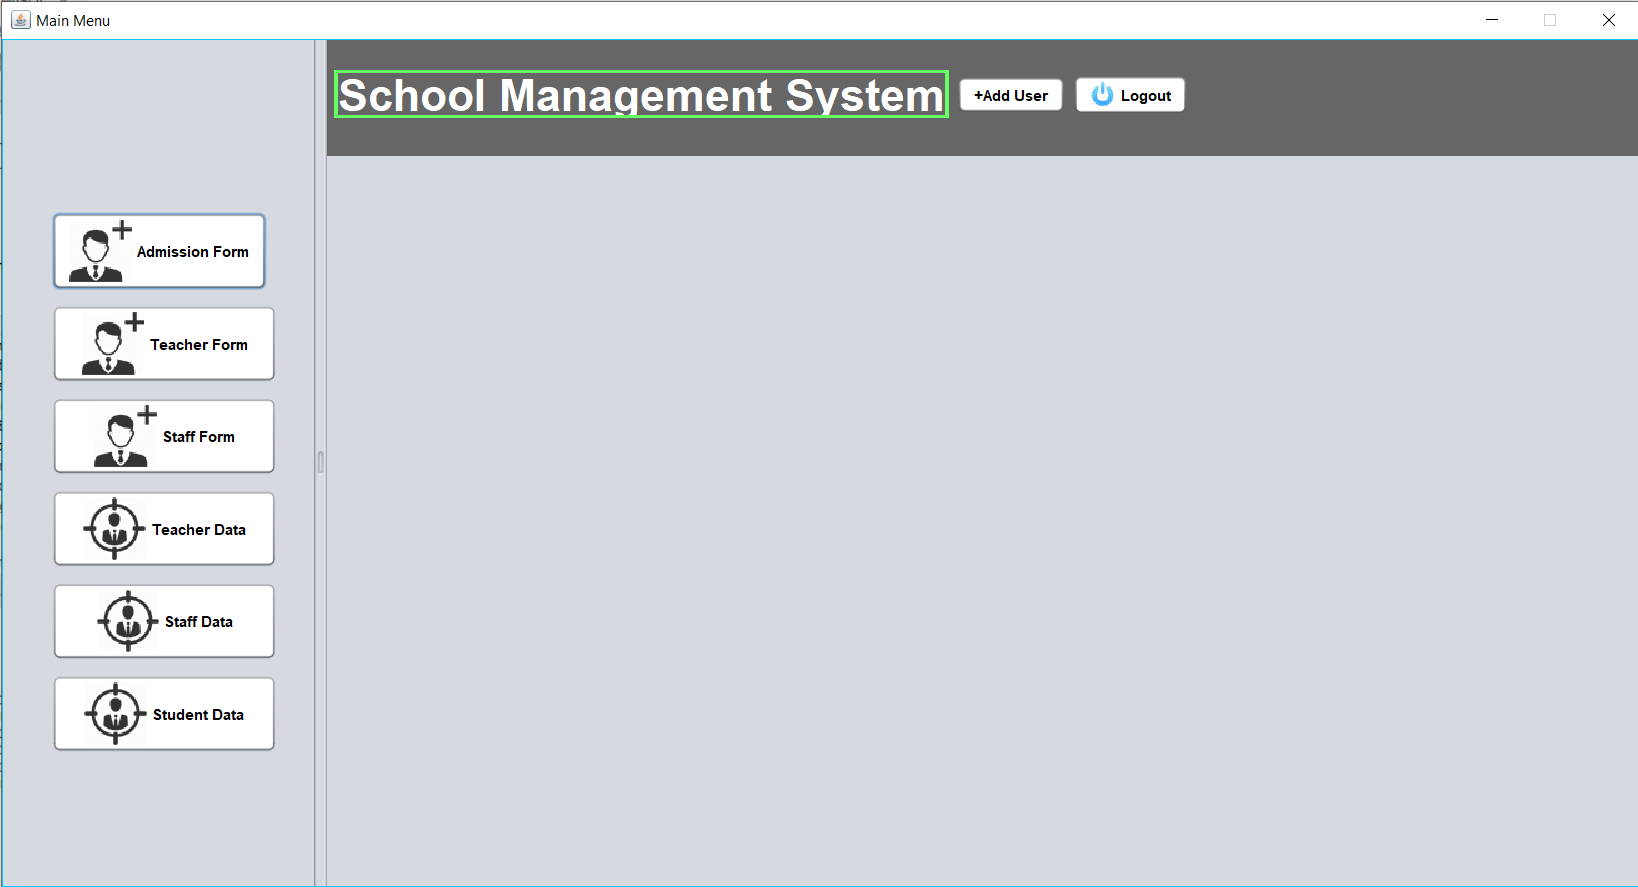 Main Menu
School Management System
+Add User
Logout
Admission Form
Teacher Form
Staff Form
Teacher Data
Staff Data
Student Data